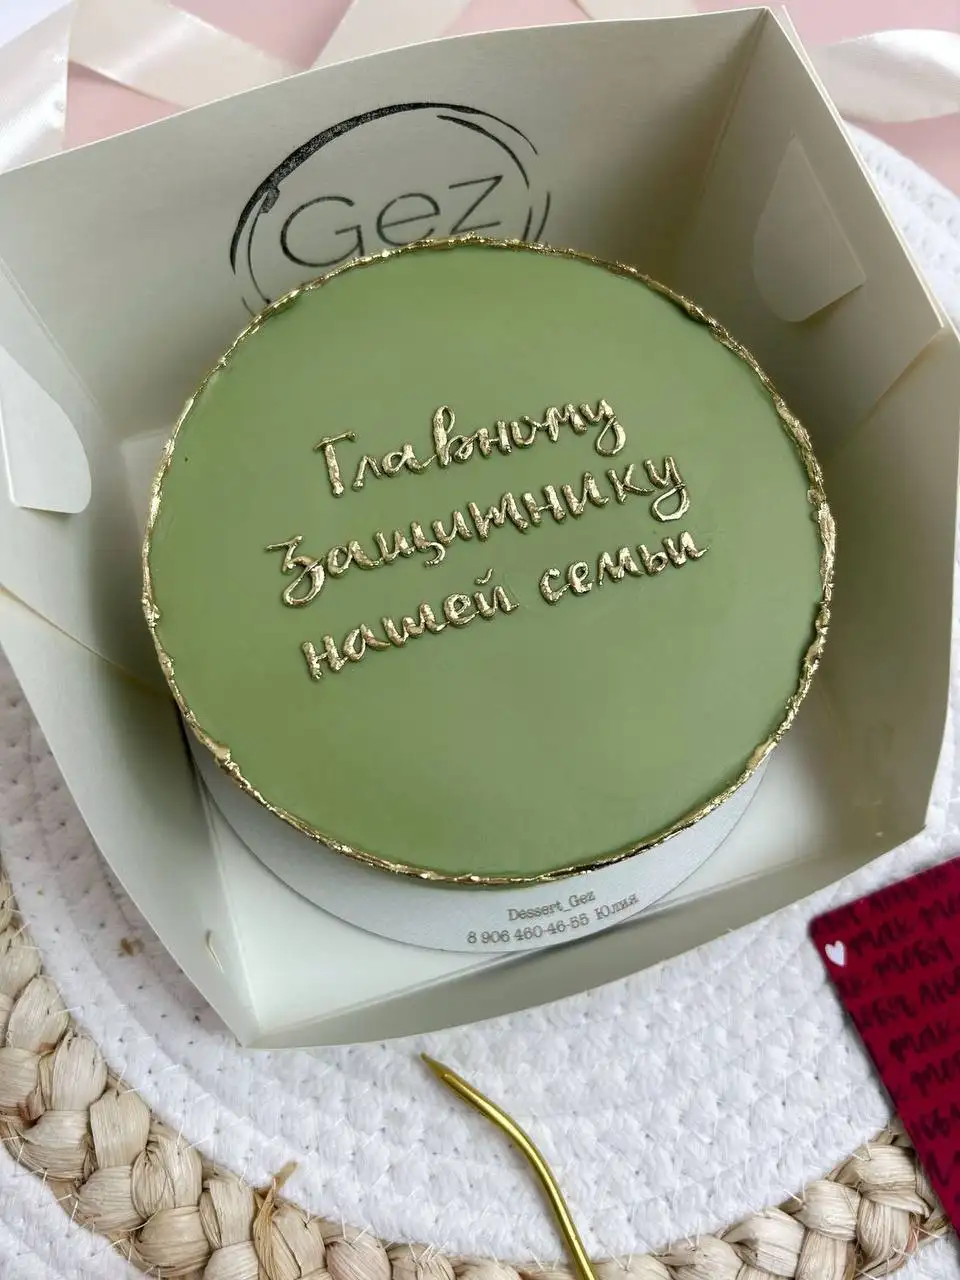 Gez
Главному
защитнику
нашей семьи
Dessert_Gez
8 906 460-46-55 Юлия